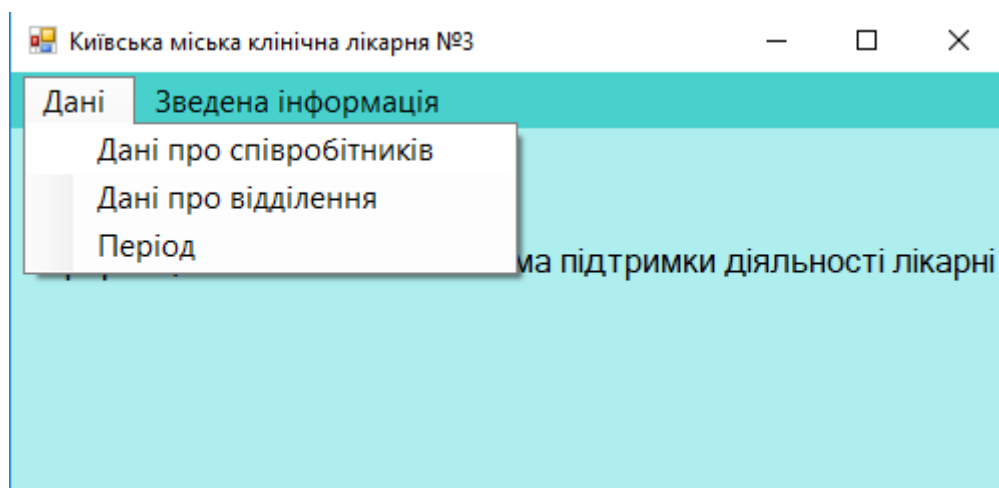 Київська міська клінічна лікарня №3
Дані Зведена інформація
Дані про співробітників
Дані про відділення
Період
ма підтримки діяльності лікарні